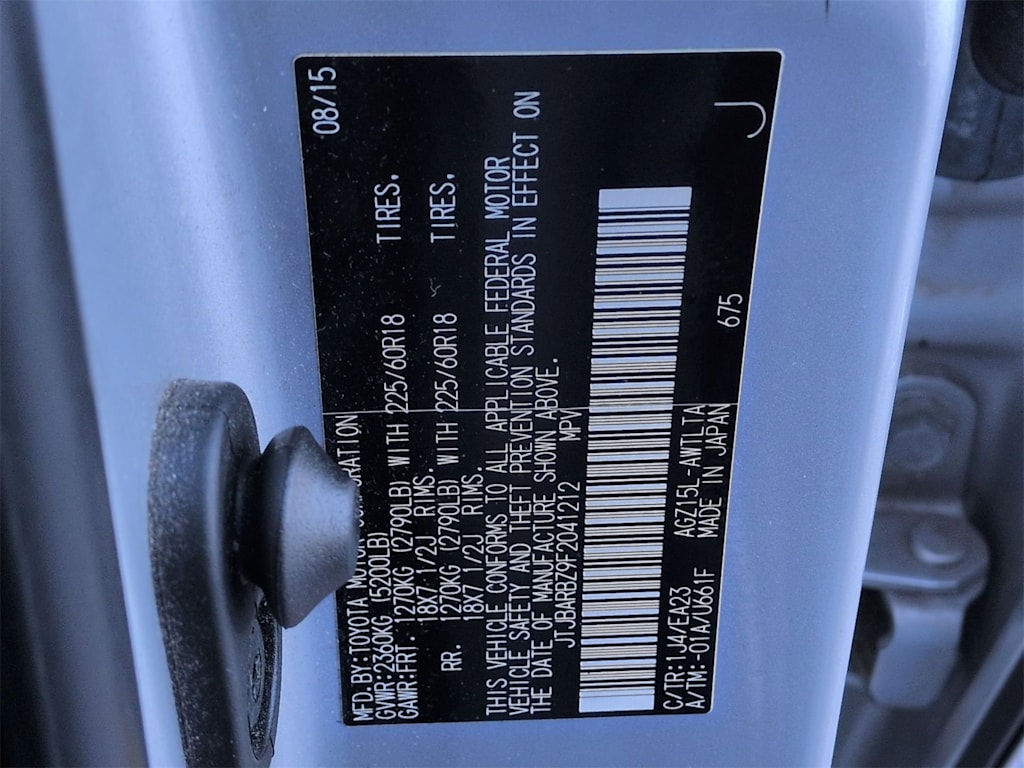 MFD.BY:TOYOTA MOTOR CORPORATION 08/15
GVWR:2360KG (5200LB)
GAWR:FRT. 1270KG (2790LB) WITH 225/60R18 TIRES.
18X7 1/2J RIMS.
RR. 1270KG (2790LB) WITH 225/60R18 TIRES.
18X7 1/2J RIMS.
THIS VEHICLE CONFORMS TO ALL APPLICABLE FEDERAL MOTOR
VEHICLE SAFETY AND THEFT PREVENTION STANDARDS IN EFFECT ON
THE DATE OF MANUFACTURE SHOWN ABOVE.
JTJBARBZ9F2041212 MPV
C/TR:1J4/EA23 AGZ15L-AWTLTA 675
A/TM:-01A/U661F MADE IN JAPAN
J